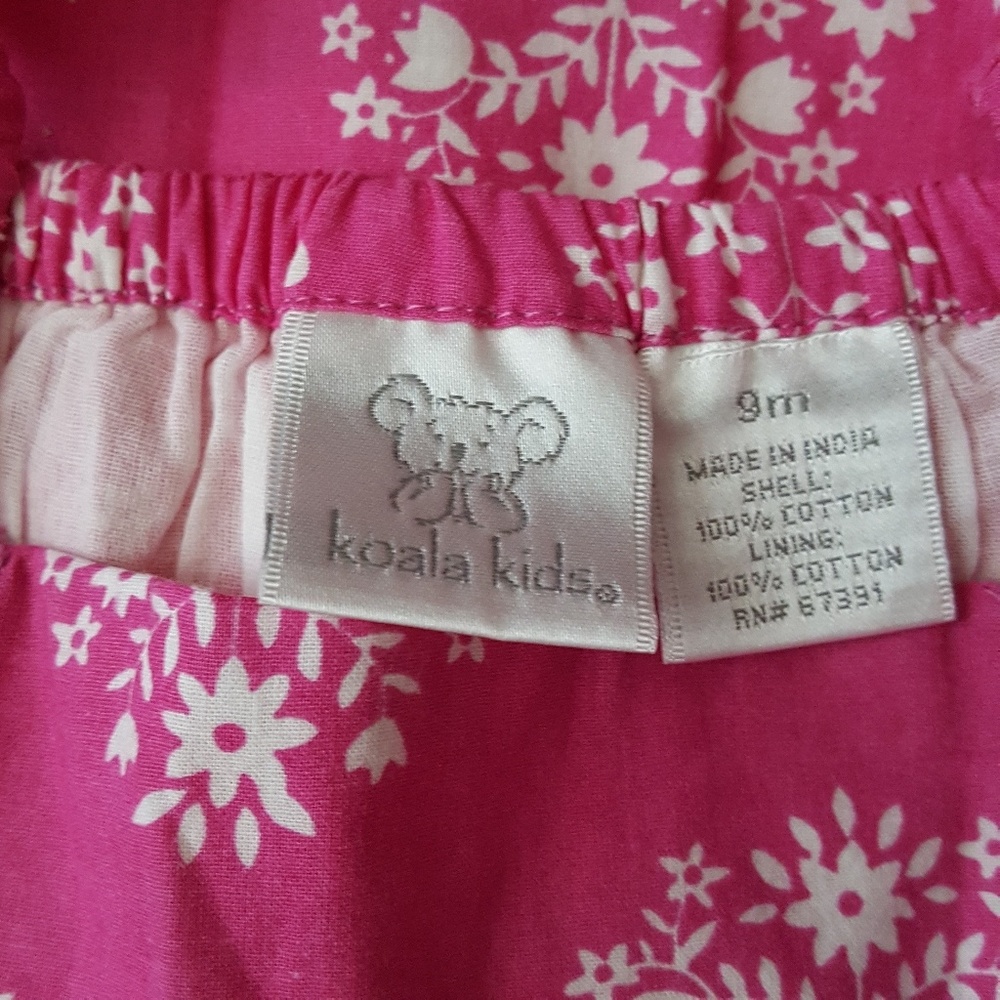 koala kids®
9m
MADE IN INDIA
SHELL:
100% COTTON
LINING:
100% COTTON
RN# 67391